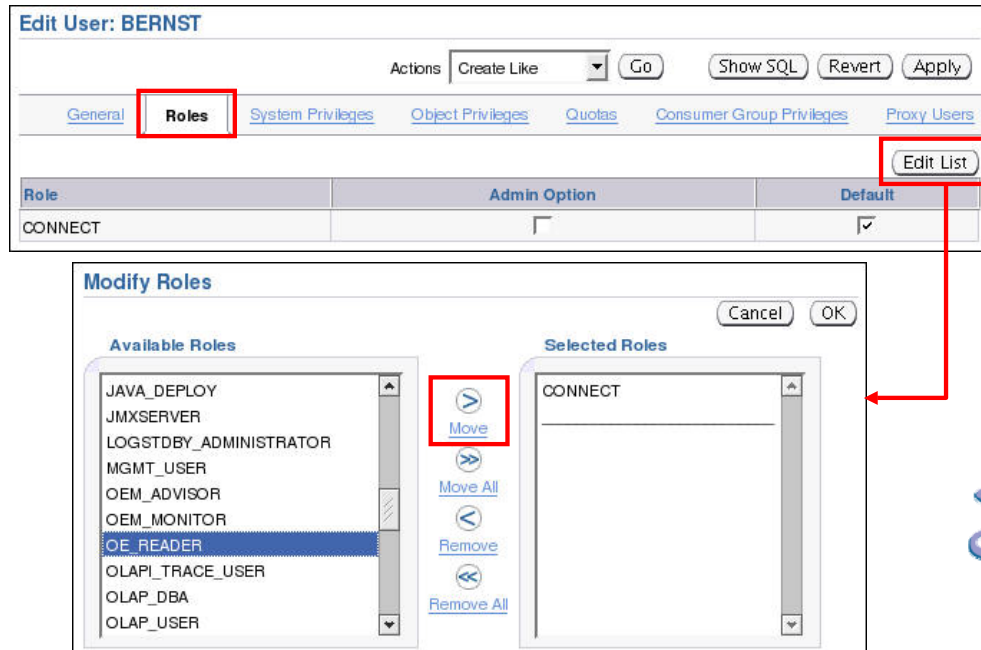 Edit User: BERNST
Actions Create Like Go Show SQL Revert Apply
General Roles System Privileges Object Privileges Quotas Consumer Group Privileges Proxy Users
Edit List
Role Admin Option Default
CONNECT
Modify Roles
Cancel OK
Available Roles
JAVA_DEPLOY
JMXSERVER
LOGSTDBY_ADMINISTRATOR
MGMT_USER
OEM_ADVISOR
OEM_MONITOR
OE_READER
OLAPI_TRACE_USER
OLAP_DBA
OLAP_USER
Move
Move All
Remove
Remove All
Selected Roles
CONNECT